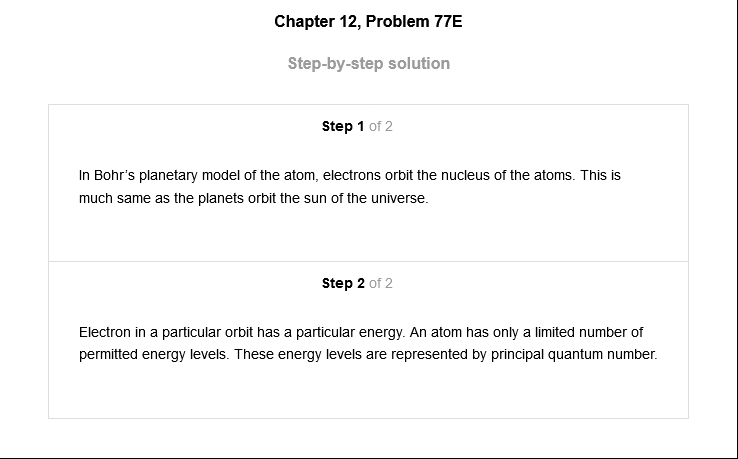 Chapter 12, Problem 77E
Step-by-step solution
Step 1 of 2
In Bohr’s planetary model of the atom, electrons orbit the nucleus of the atoms. This is
much same as the planets orbit the sun of the universe.
Step 2 of 2
Electron in a particular orbit has a particular energy. An atom has only a limited number of
permitted energy levels. These energy levels are represented by principal quantum number.